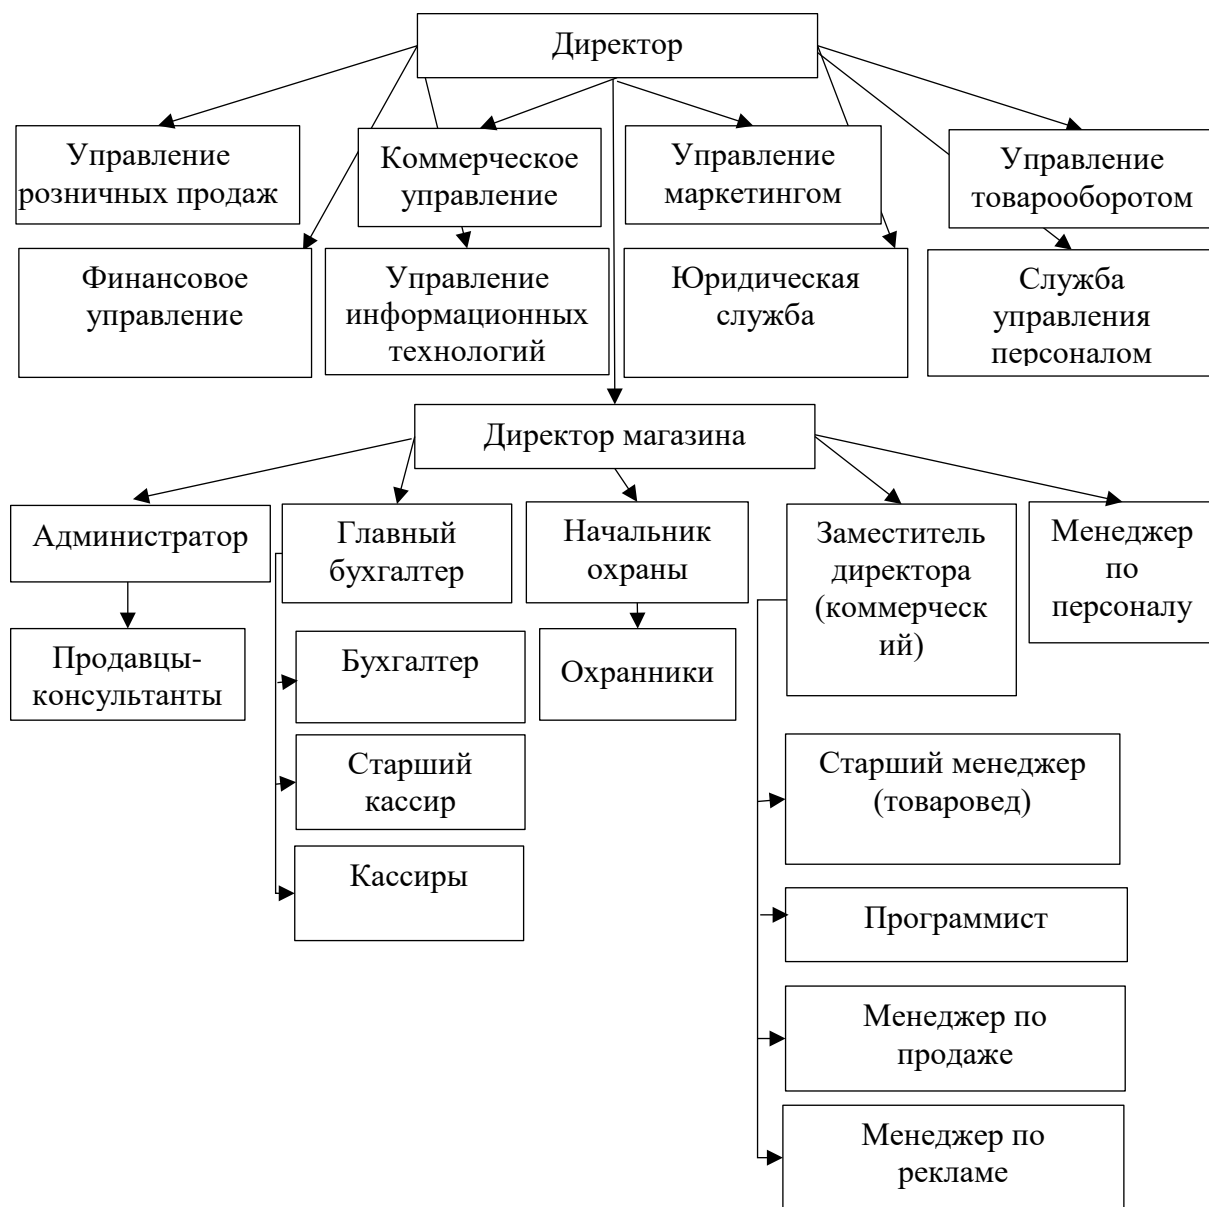 Директор
Управление
розничных продаж
Коммерческое
управление
Управление
маркетингом
Управление
товарооборотом
Финансовое
управление
Управление
информационных
технологий
Юридическая
служба
Служба
управления
персоналом
Директор магазина
Администратор
Главный
бухгалтер
Начальник
охраны
Заместитель
директора
(коммерческ
ий)
Менеджер
по
персоналу
Продавцы-
консультанты
Бухгалтер
Охранники
Старший
кассир
Кассиры
Старший менеджер
(товаровед)
Программист
Менеджер по
продаже
Менеджер по
рекламе